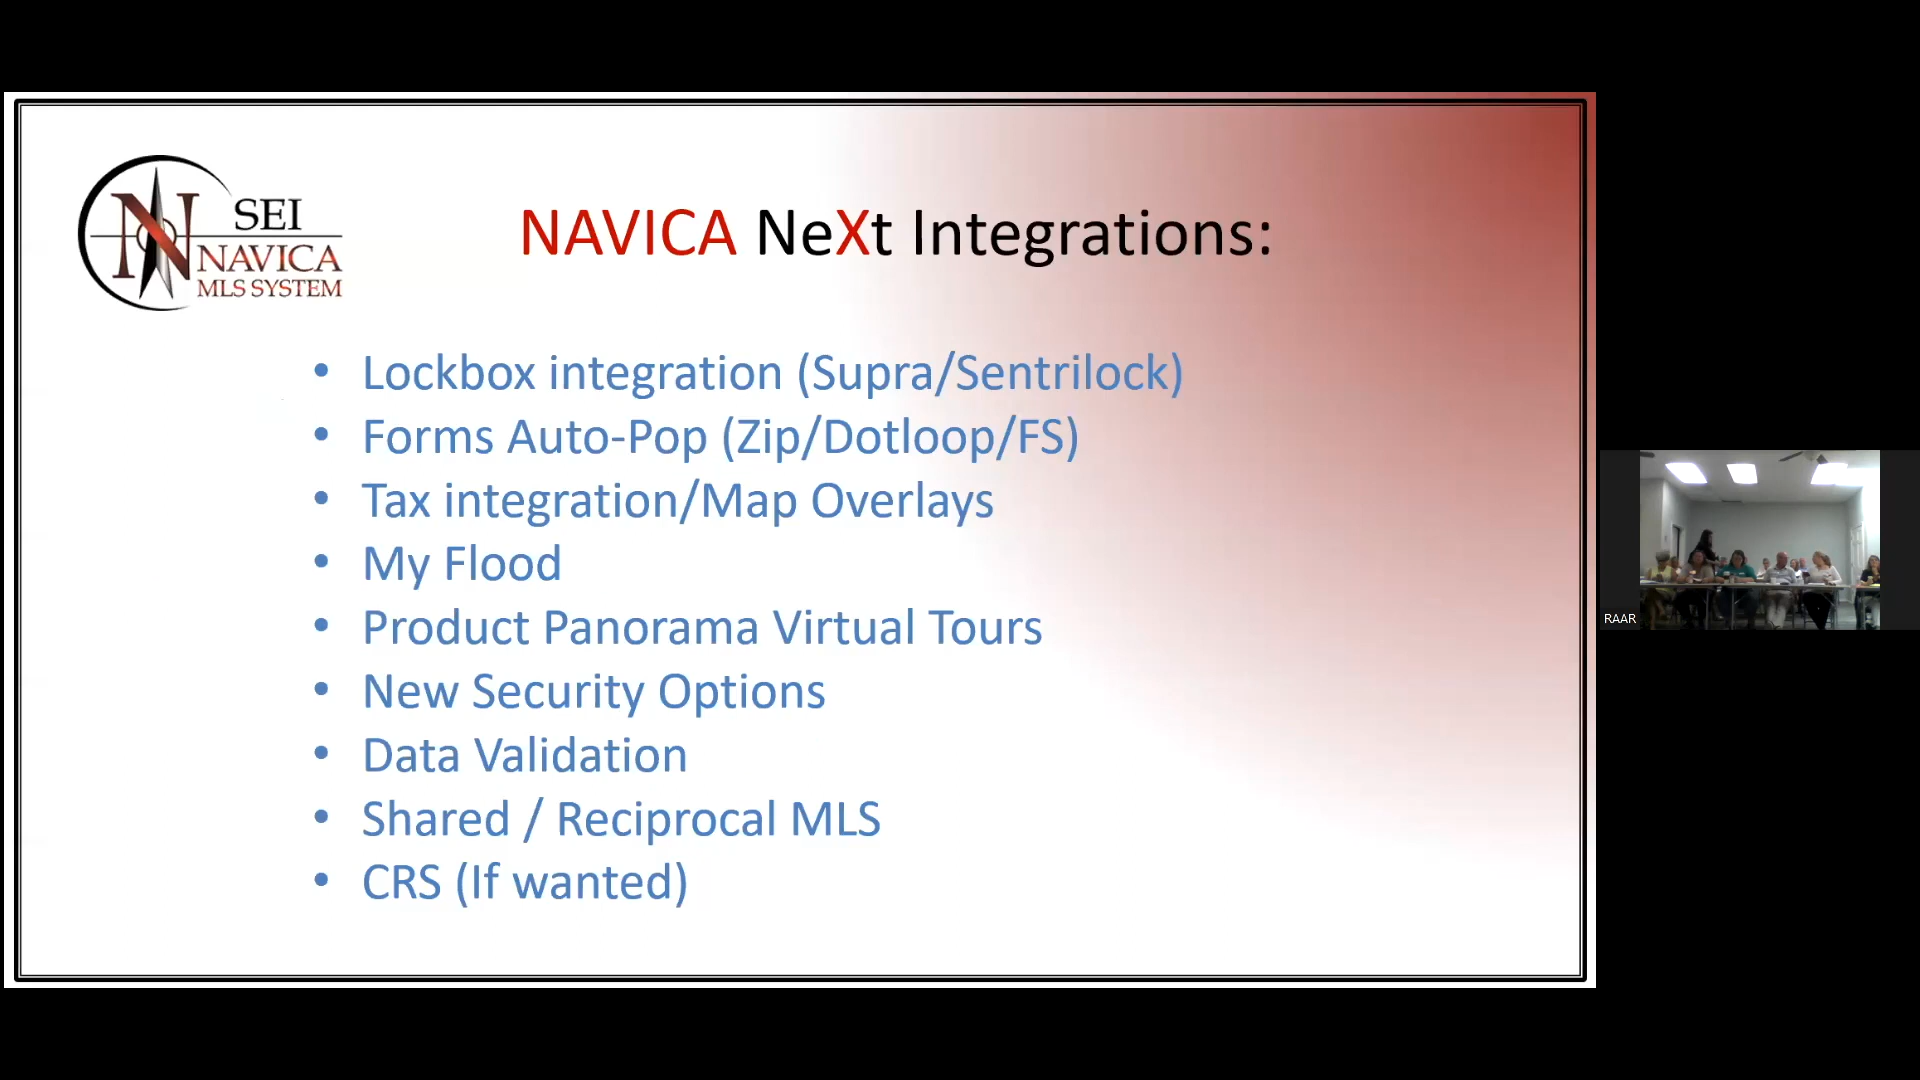 SEI
NAVICA
MLS SYSTEM
NAVICA NeXt Integrations:
• Lockbox integration (Supra/Sentrilock)
• Forms Auto-Pop (Zip/Dotloop/FS)
• Tax integration/Map Overlays
• My Flood
• Product Panorama Virtual Tours
• New Security Options
• Data Validation
• Shared / Reciprocal MLS
• CRS (If wanted)
RAAR